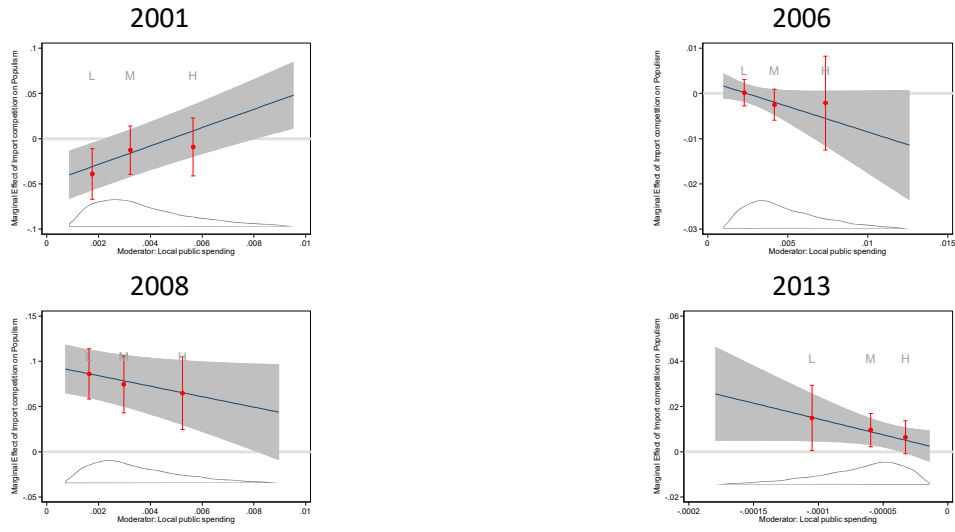 2001
Marginal Effect of Import competition on Populism
.1
.05
0
-.05
-.1
L
M
H
0
.002
.004
.006
.008
.01
Moderator: Local public spending
2006
Marginal Effect of Import competition on Populism
.01
0
-.01
-.02
-.03
L
M
H
0
.005
.01
.015
Moderator: Local public spending
2008
Marginal Effect of Import competition on Populism
.15
.1
.05
0
-.05
L
M
H
0
.002
.004
.006
.008
.01
Moderator: Local public spending
2013
Marginal Effect of Import competition on Populism
.06
.04
.02
0
-.02
L
M
H
-.0002
-.00015
-.0001
-.00005
0
Moderator: Local public spending